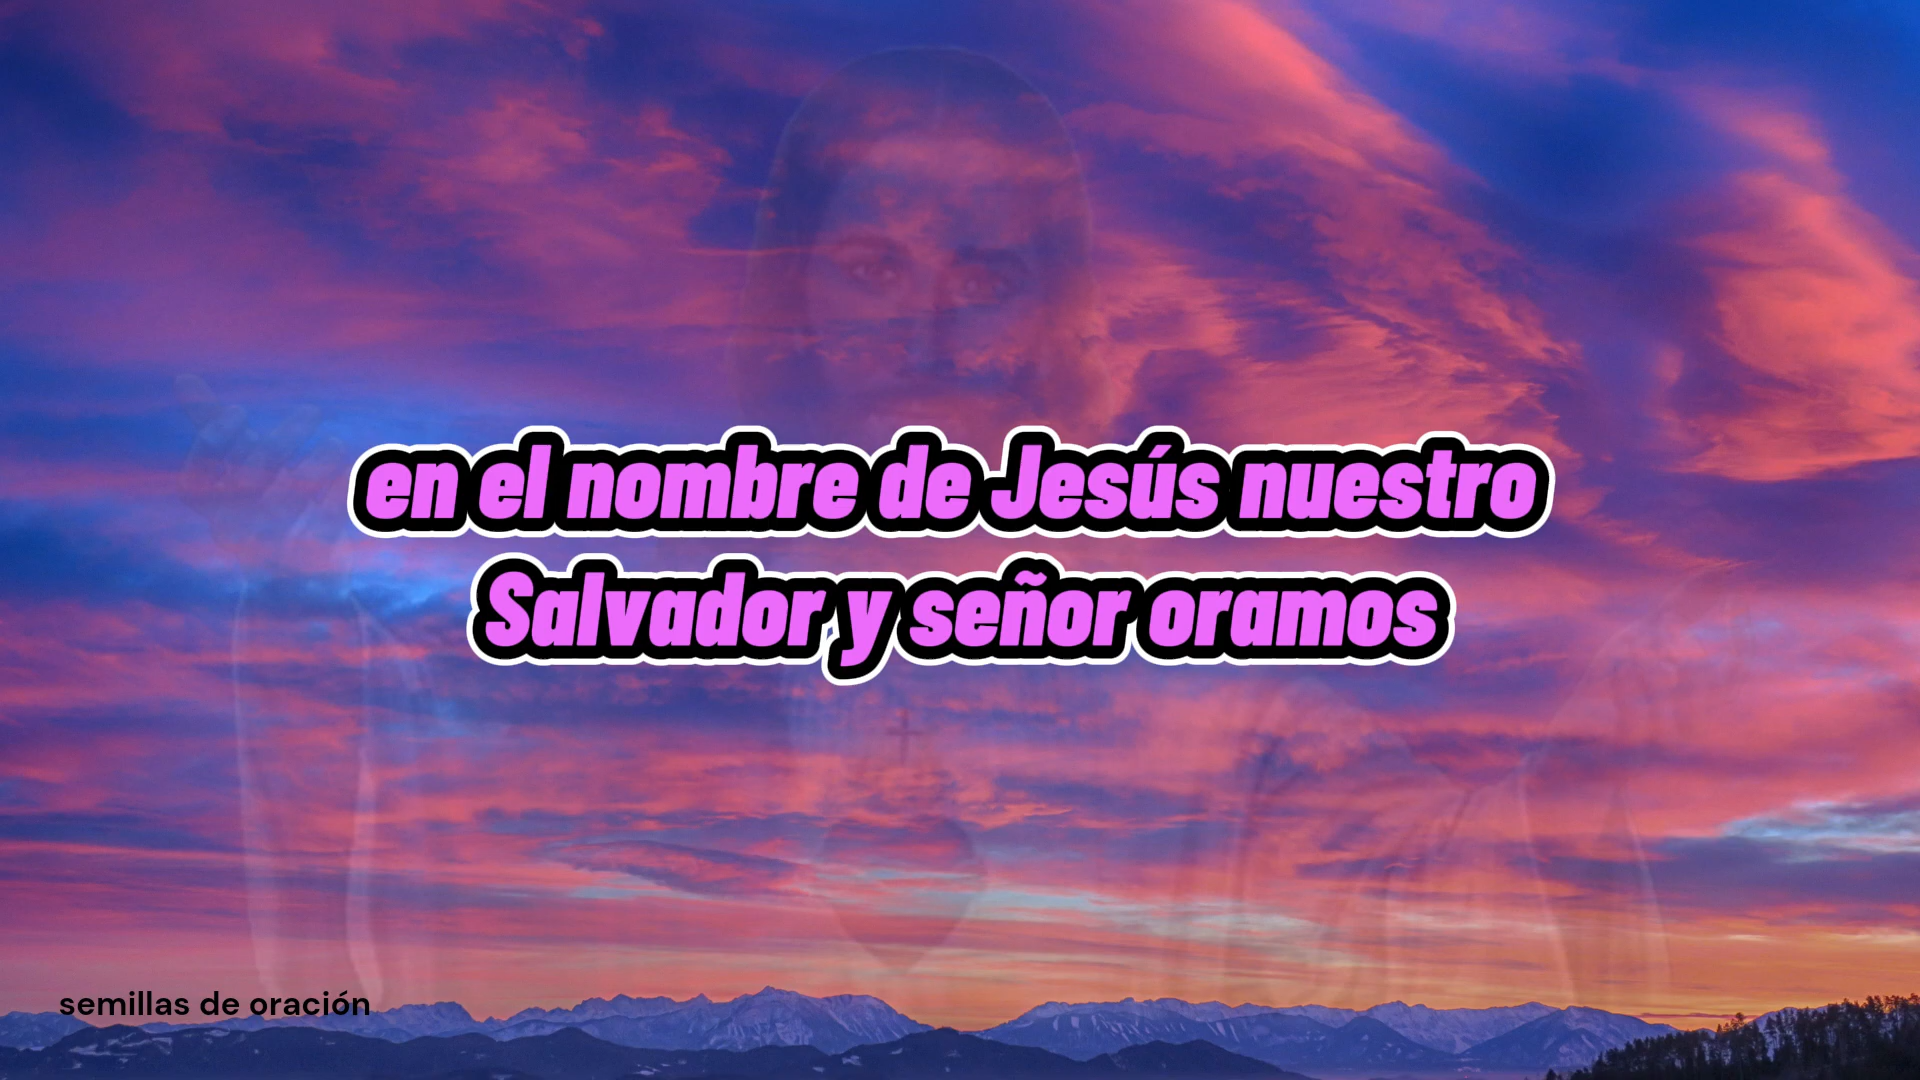 en el nombre de Jesús nuestro
Salvador y señor oramos
semillas de oración